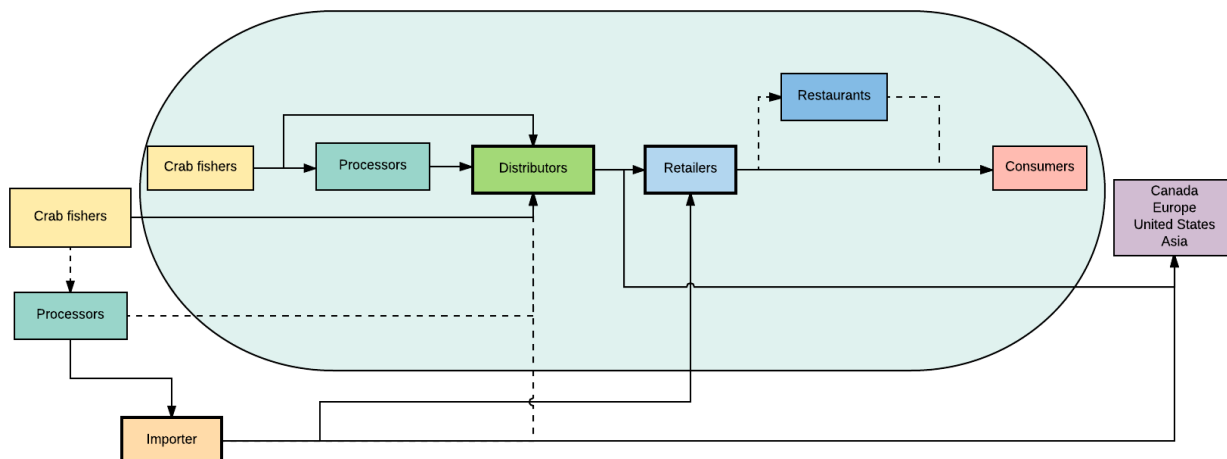 Restaurants
Crab fishers
Processors
Distributors
Retailers
Consumers
Crab fishers
Canada
Europe
United States
Asia
Processors
Importer